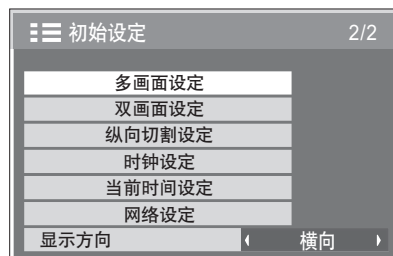 初始设定 2/2
多画面设定
双画面设定
纵向切割设定
时钟设定
当前时间设定
网络设定
显示方向 横向